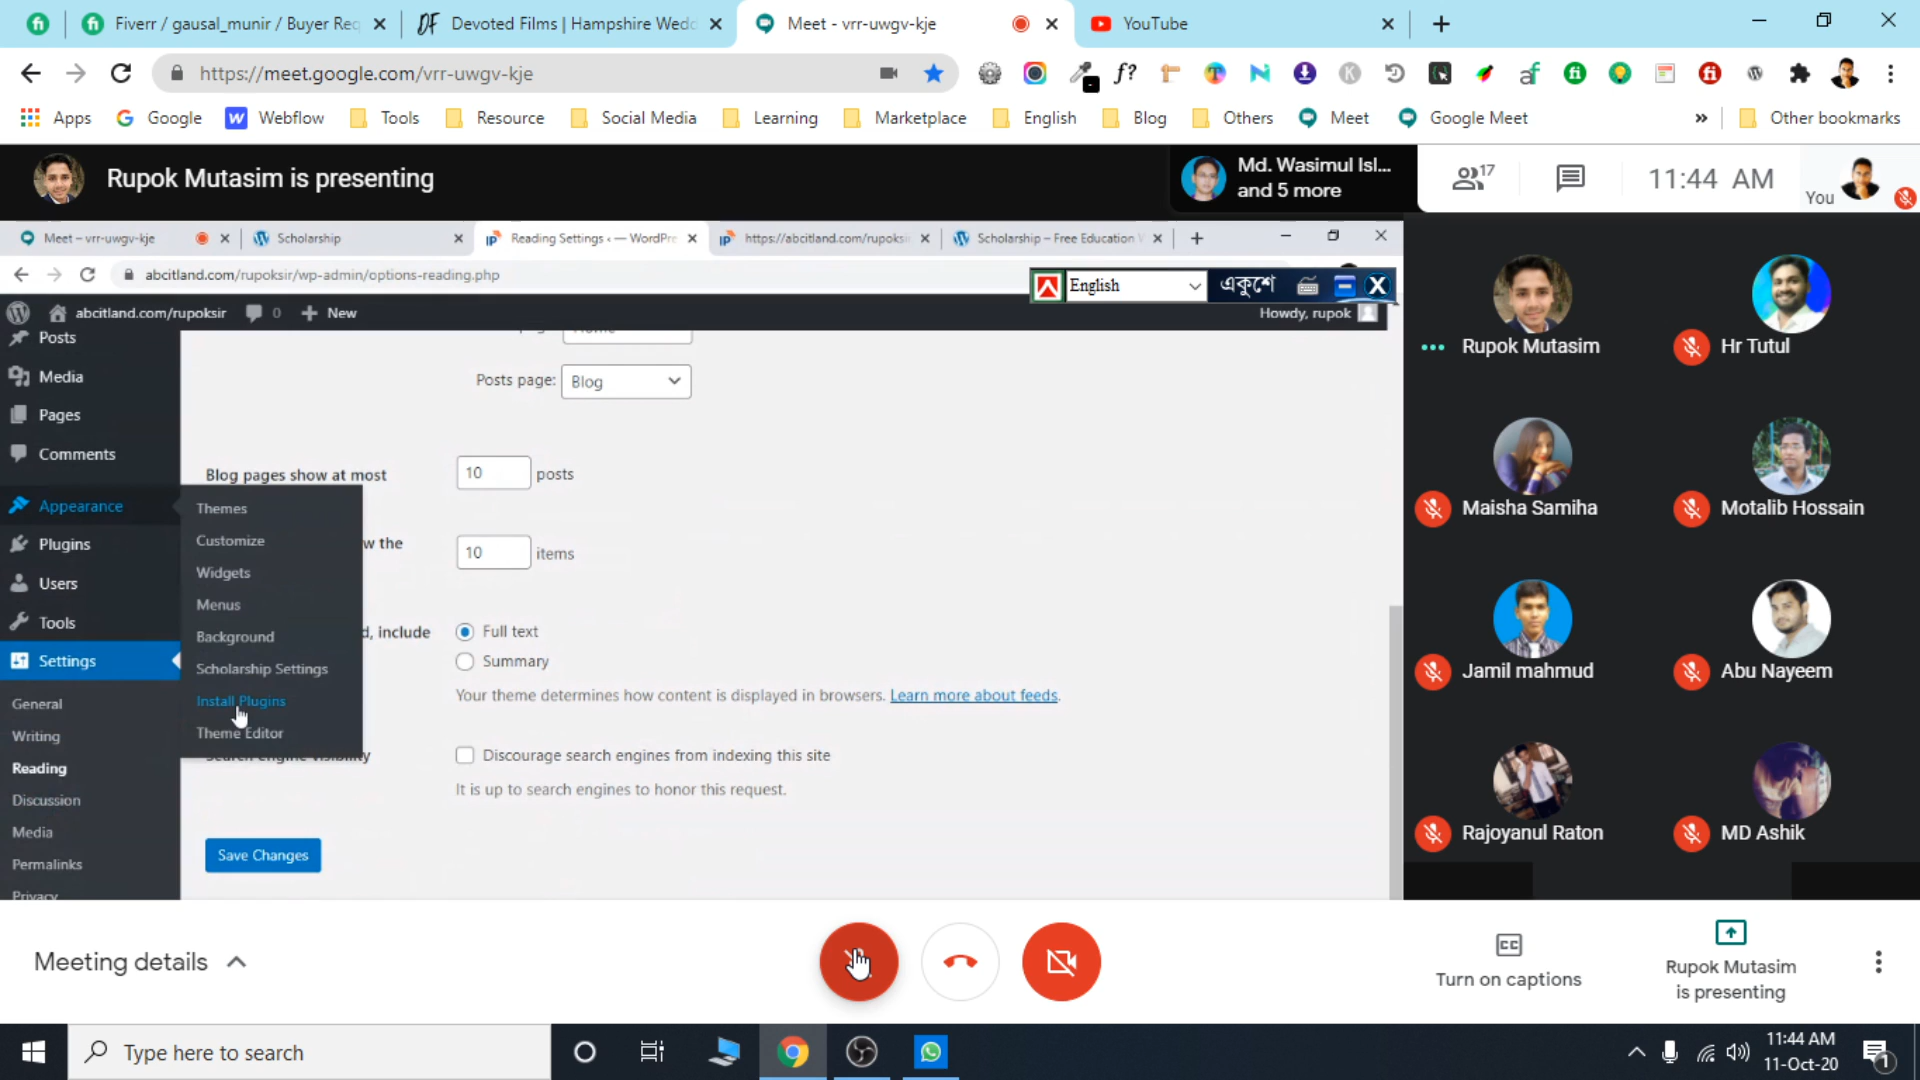 Fiverr / gausal_munir / Buyer Req
Devoted Films | Hampshire Wedd
Meet - vrr-uwgv-kje
YouTube
https://meet.google.com/vrr-uwgv-kje
Apps
Google
Webflow
Tools
Resource
Social Media
Learning
Marketplace
English
Blog
Others
Meet
Google Meet
Other bookmarks
Rupok Mutasim is presenting
Md. Wasimul Isl...
and 5 more
17
11:44 AM
You
Meet – vrr-uwgv-kje
Scholarship
Reading Settings ‹ — WordPre
https://abcitland.com/rupoksi
Scholarship – Free Education W
abcitland.com/rupoksir/wp-admin/options-reading.php
English
একুশে
abcitland.com/rupoksir
0
New
Howdy, rupok
Posts
Media
Pages
Comments
Appearance
Plugins
Users
Tools
Settings
General
Writing
Reading
Discussion
Media
Permalinks
Privacy
Themes
Customize
Widgets
Menus
Background
Scholarship Settings
Install Plugins
Theme Editor
Posts page:
Blog
Blog pages show at most
10
posts
w the
10
items
d, include
Full text
Summary
Your theme determines how content is displayed in browsers. Learn more about feeds.
Discourage search engines from indexing this site
It is up to search engines to honor this request.
Save Changes
Rupok Mutasim
Hr Tutul
Maisha Samiha
Motalib Hossain
Jamil mahmud
Abu Nayeem
Rajoyanul Raton
MD Ashik
Meeting details
Turn on captions
Rupok Mutasim
is presenting
Type here to search
11:44 AM
11-Oct-20
1